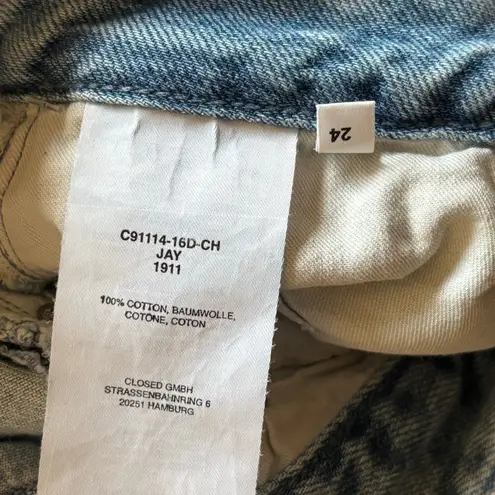 C91114-16D-CH
JAY
1911
100% COTTON, BAUMWOLLE,
COTONE, COTON
CLOSED GMBH
STRASSENBAHNRING 6
20251 HAMBURG
24